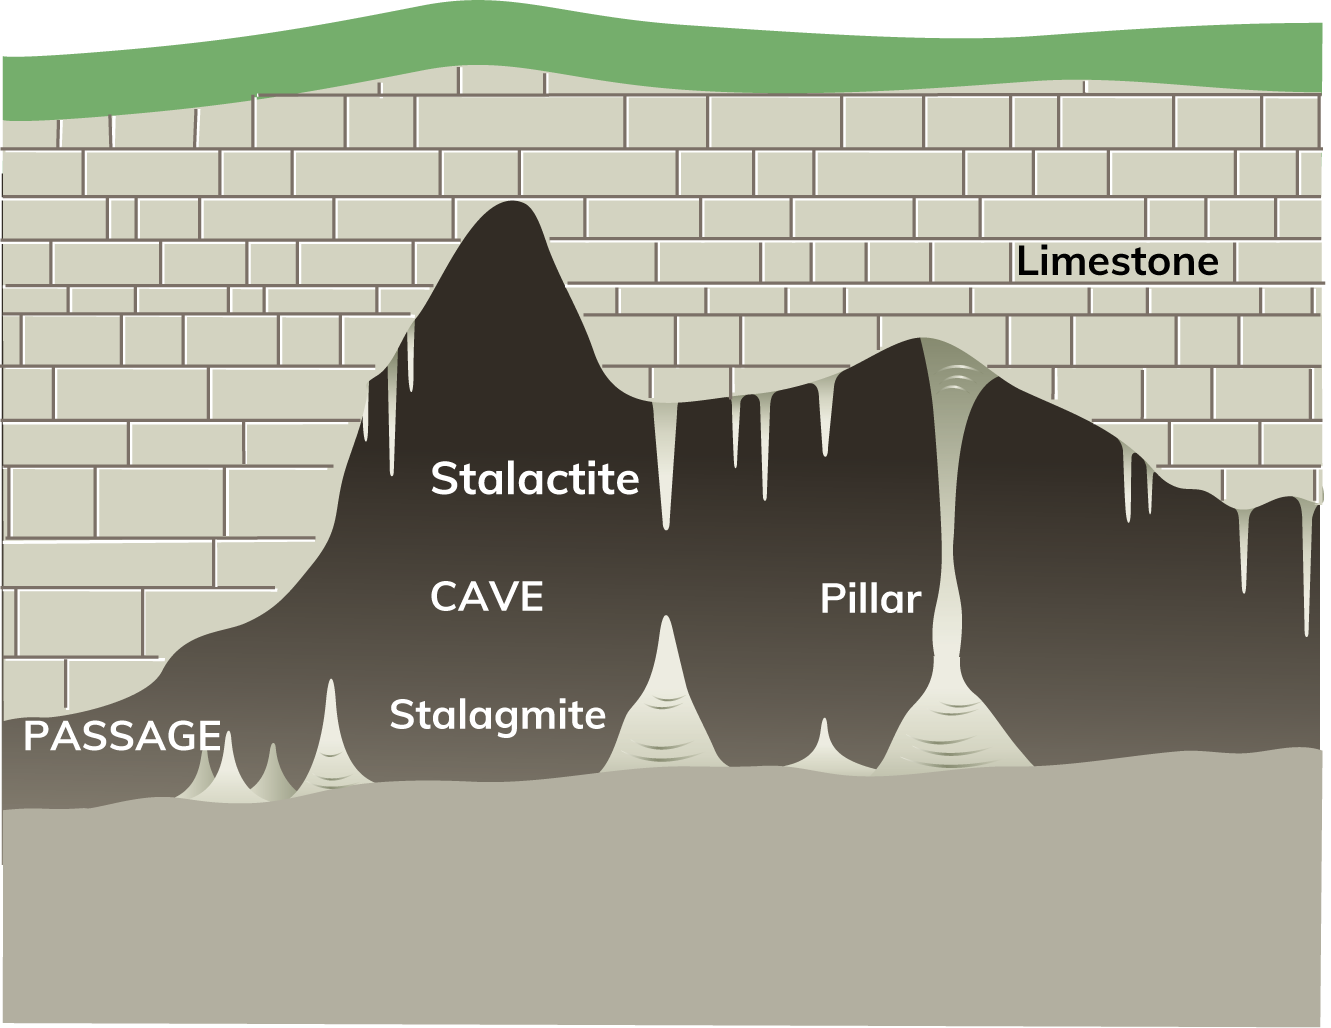 Limestone
Stalactite
CAVE
Pillar
Stalagmite
PASSAGE